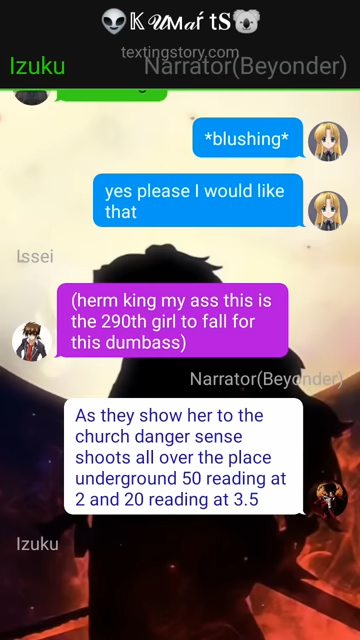 👽𝕂 𝓤ᴍᴀŕ tS🐨
textingstory.com
Izuku
Narrator(Beyonder)
*blushing*
yes please I would like
that
Issei
(herm king my ass this is
the 290th girl to fall for
this dumbass)
Narrator(Beyonder)
As they show her to the
church danger sense
shoots all over the place
underground 50 reading at
2 and 20 reading at 3.5
Izuku